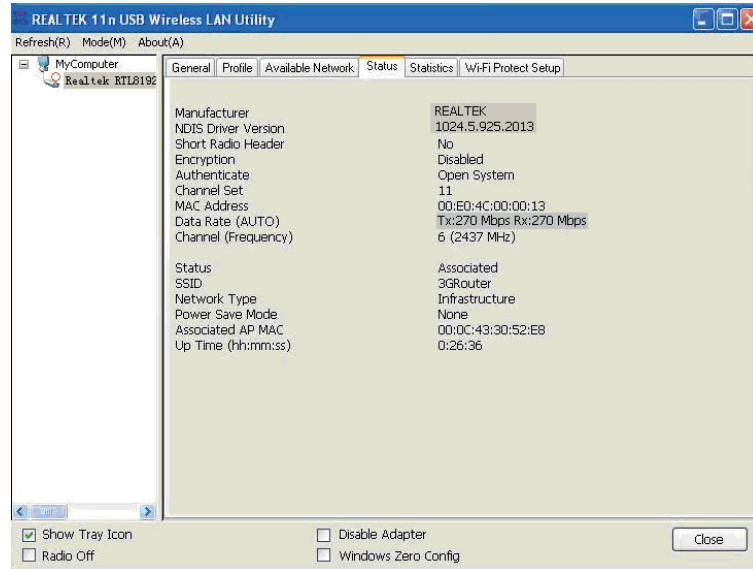 REALTEK 11n USB Wireless LAN Utility
Refresh(R) Mode(M) About(A)
MyComputer
Realtek RTL8192
General Profile Available Network Status Statistics Wi-Fi Protect Setup
Manufacturer REALTEK
NDIS Driver Version 1024.5.925.2013
Short Radio Header No
Encryption Disabled
Authenticate Open System
Channel Set 11
MAC Address 00:E0:4C:00:00:13
Data Rate (AUTO) Tx:270 Mbps Rx:270 Mbps
Channel (Frequency) 6 (2437 MHz)
Status Associated
SSID 3GRouter
Network Type Infrastructure
Power Save Mode None
Associated AP MAC 00:0C:43:30:52:E8
Up Time (hh:mm:ss) 0:26:36
Show Tray Icon Disable Adapter Close
Radio Off Windows Zero Config